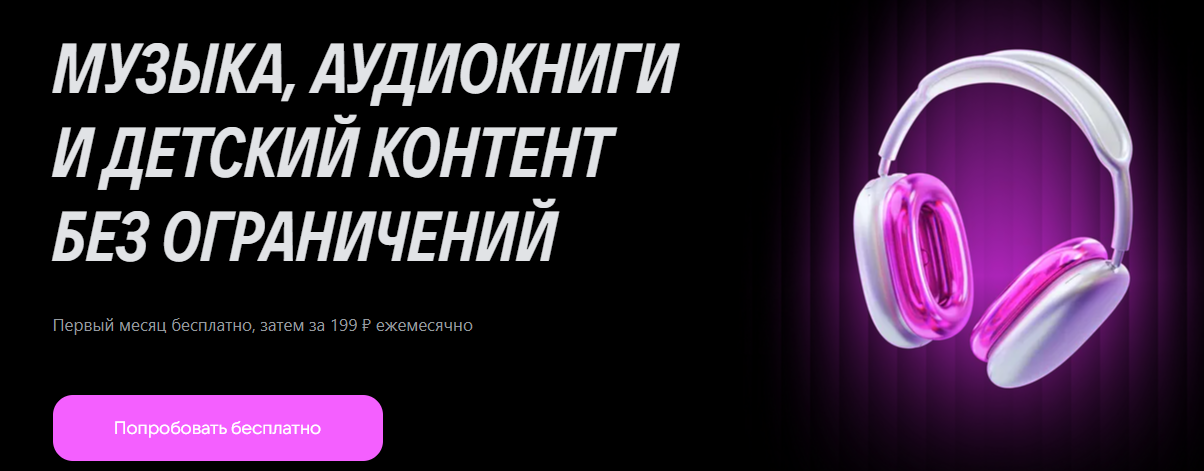 МУЗЫКА, АУДИОКНИГИ
И ДЕТСКИЙ КОНТЕНТ
БЕЗ ОГРАНИЧЕНИЙ
Первый месяц бесплатно, затем за 199 ₽ ежемесячно
Попробовать бесплатно